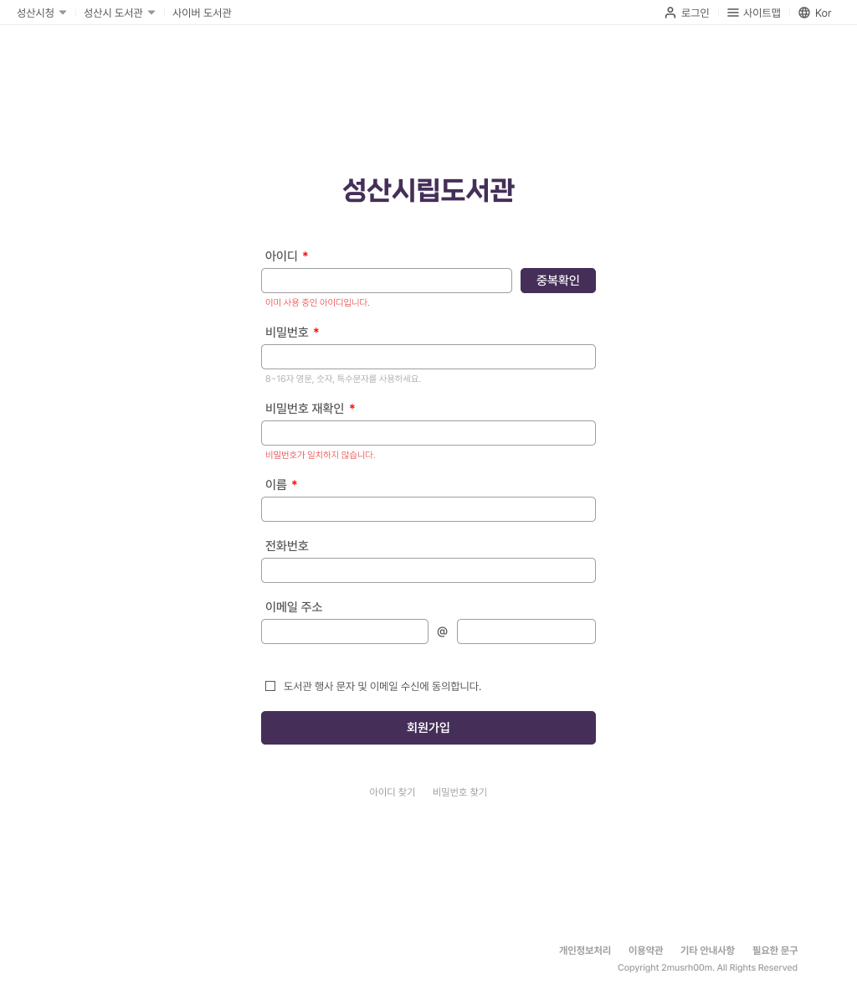 성산시청 성산시 도서관 사이버 도서관 로그인 사이트맵 Kor
성산시립도서관
아이디 *
중복확인
이미 사용 중인 아이디입니다.
비밀번호 *
8~16자 영문, 숫자, 특수문자를 사용하세요.
비밀번호 재확인 *
비밀번호가 일치하지 않습니다.
이름 *
전화번호
이메일 주소
@
도서관 행사 문자 및 이메일 수신에 동의합니다.
회원가입
아이디 찾기 비밀번호 찾기
개인정보처리 이용약관 기타 안내사항 필요한 문구
Copyright 2musrh00m. All Rights Reserved